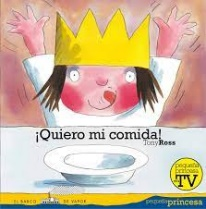 ¡Quiero mi comida!
Tony Ross
pequeña
princesa
TV
EL BARCO DE VAPOR
pequeña princesa